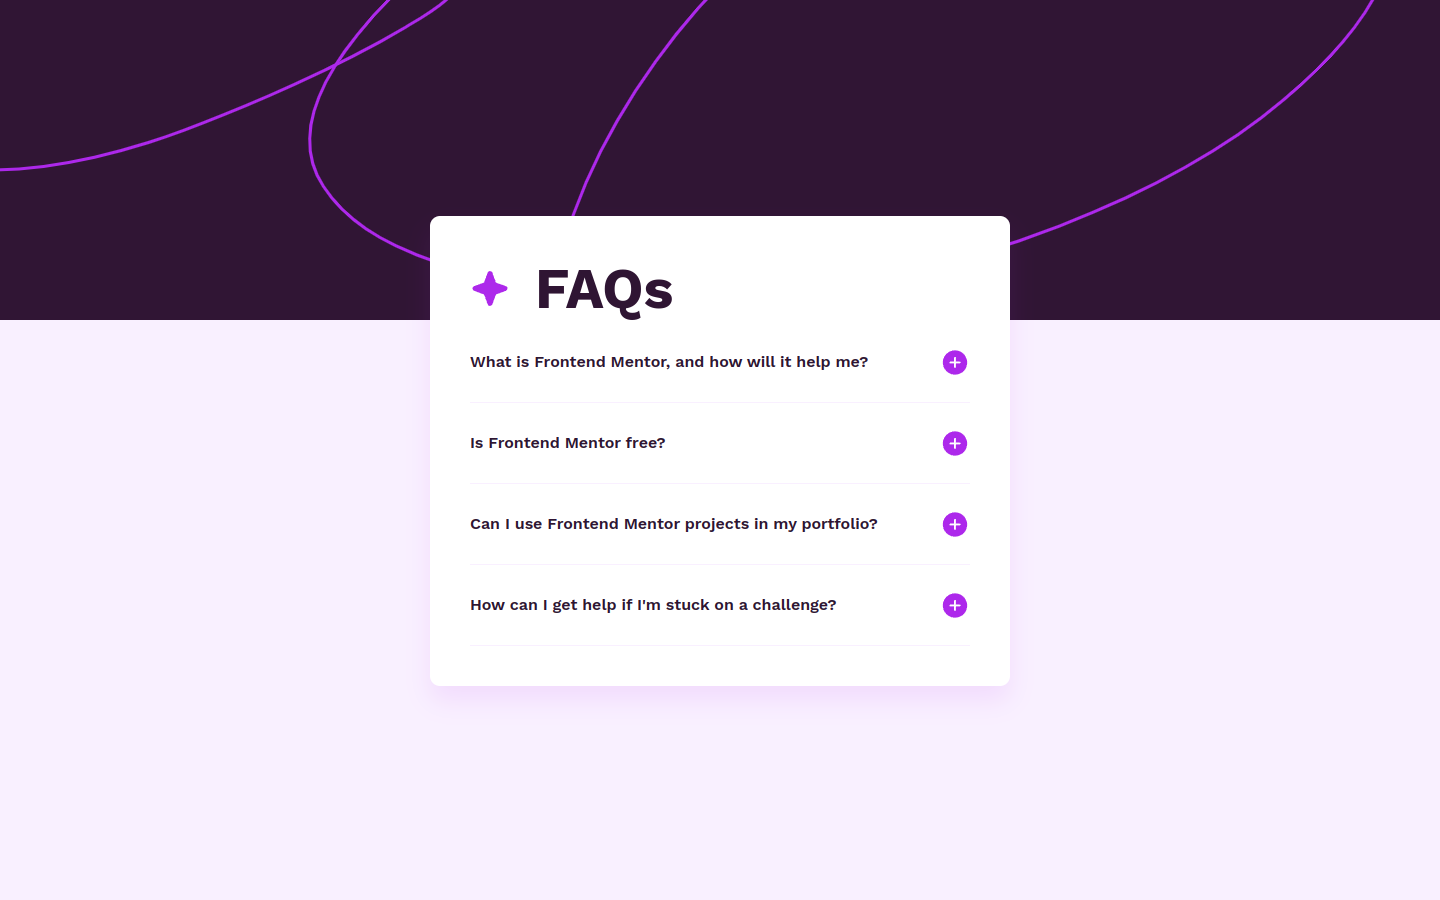 FAQs
What is Frontend Mentor, and how will it help me?
Is Frontend Mentor free?
Can I use Frontend Mentor projects in my portfolio?
How can I get help if I'm stuck on a challenge?